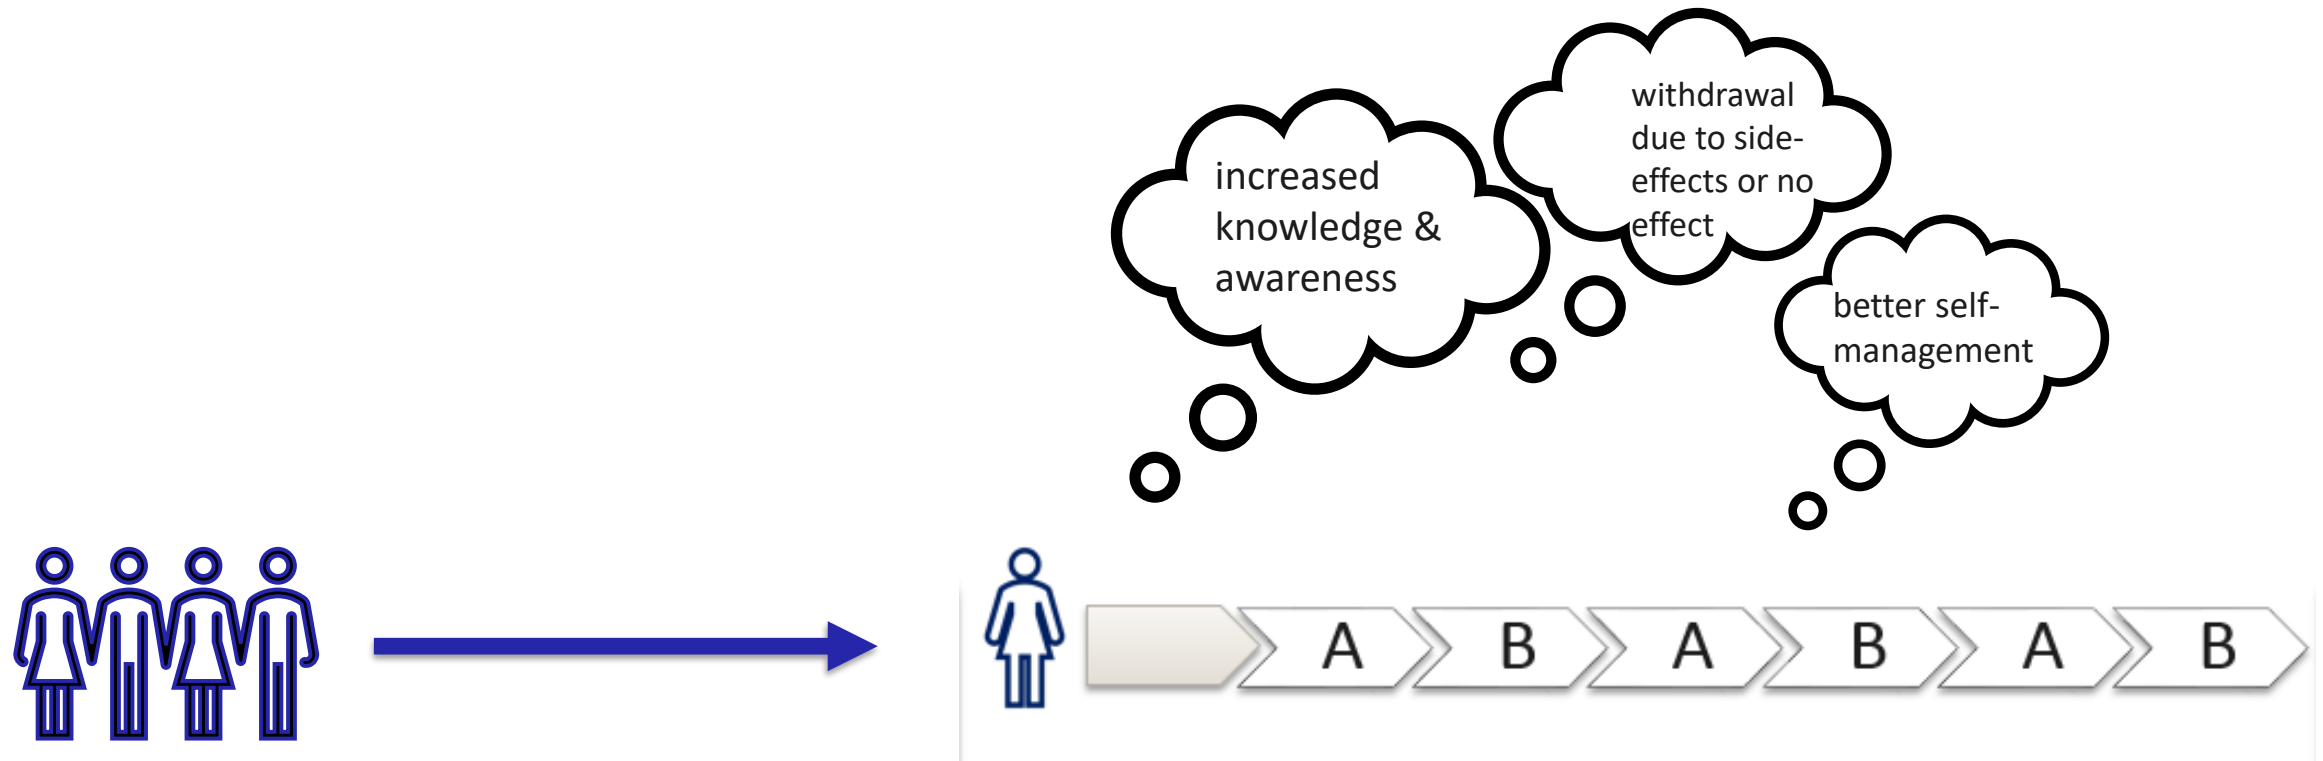 increased
knowledge &
awareness
withdrawal
due to side-
effects or no
effect
better self-
management
A B A B A B